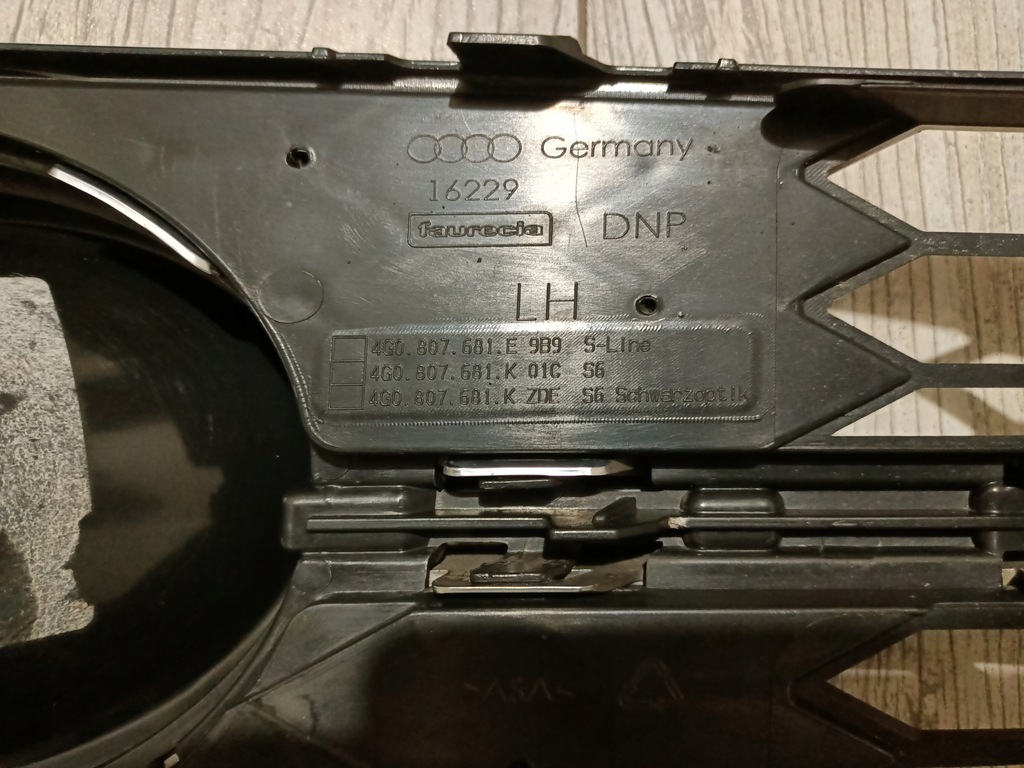 Germany
16229
faurecia
DNP
LH
4G0.807.681.E 9B9 S-Line
4G0.807.681.K 01C S6
4G0.807.681.K ZDE S6 Schwarzoptik